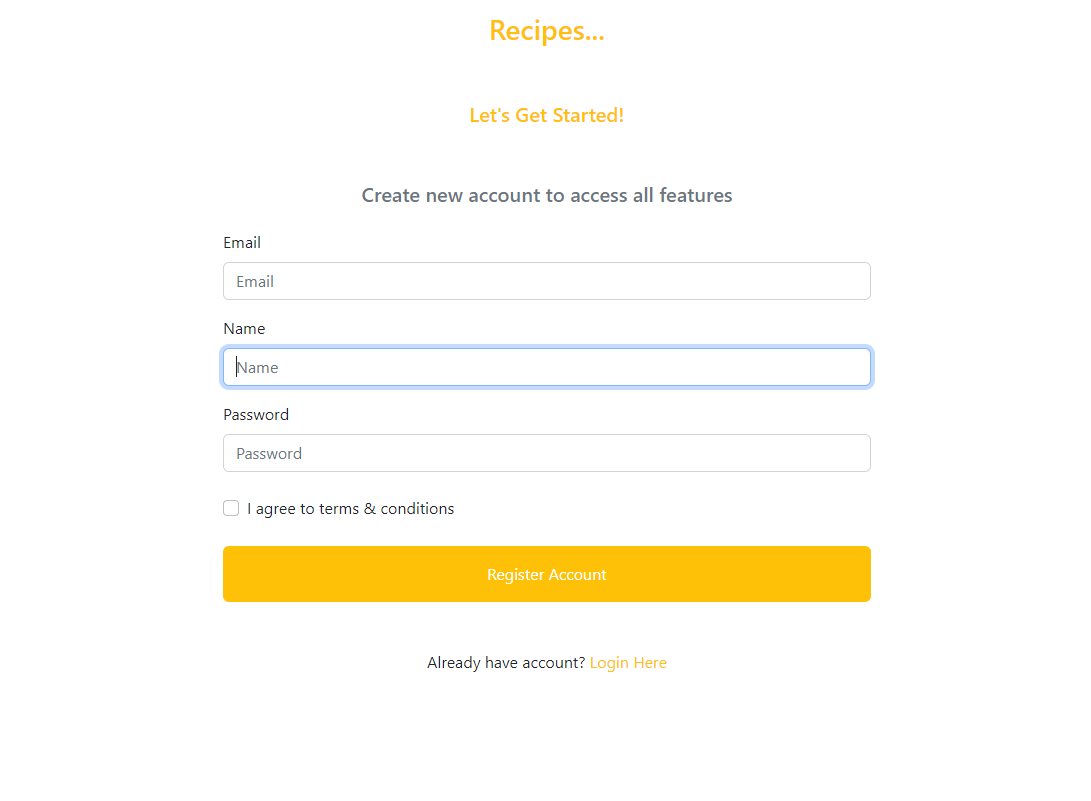 Recipes...
Let's Get Started!
Create new account to access all features
Email
Email
Name
Name
Password
Password
I agree to terms & conditions
Register Account
Already have account? Login Here